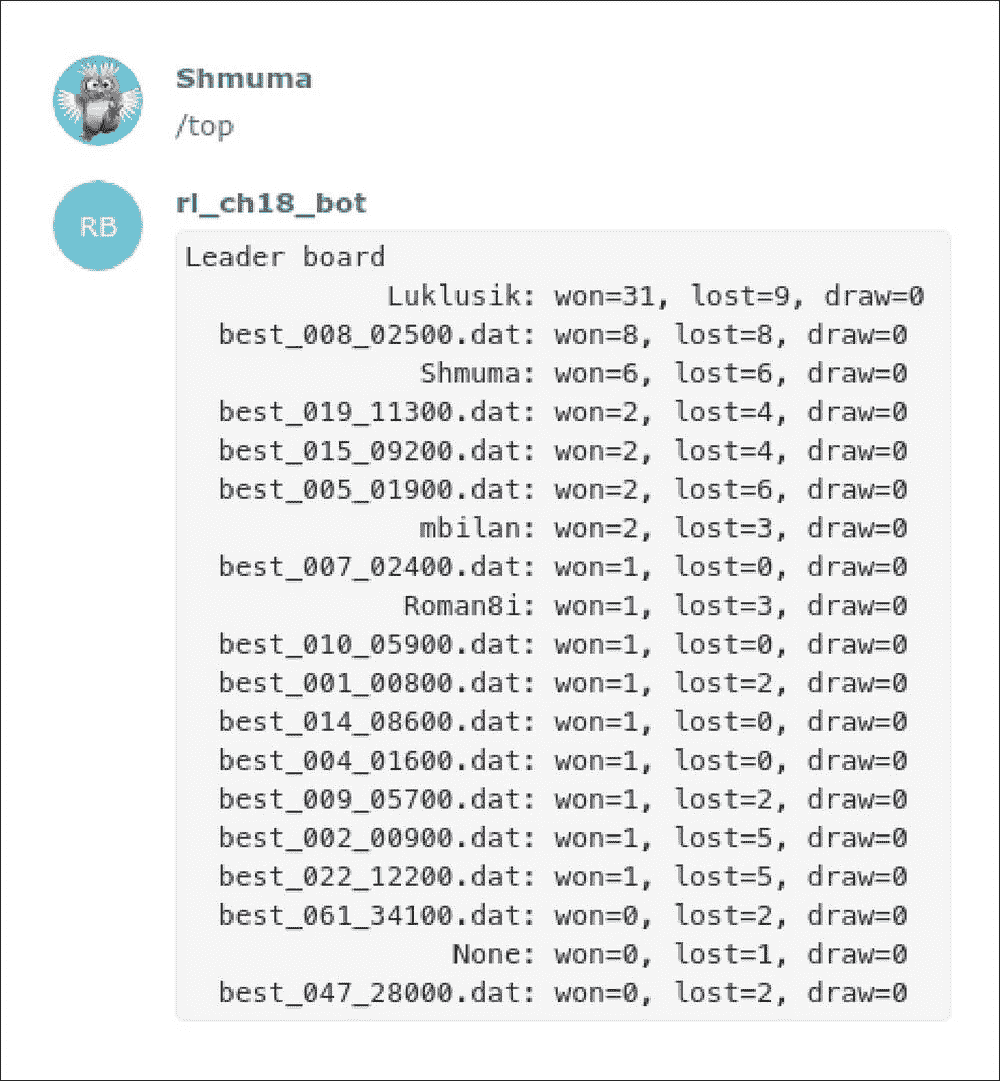 Shmuma
/top
RB
rl_ch18_bot
Leader board
Luklusik: won=31, lost=9, draw=0
best_008_02500.dat: won=8, lost=8, draw=0
Shmuma: won=6, lost=6, draw=0
best_019_11300.dat: won=2, lost=4, draw=0
best_015_09200.dat: won=2, lost=4, draw=0
best_005_01900.dat: won=2, lost=6, draw=0
mbilan: won=2, lost=3, draw=0
best_007_02400.dat: won=1, lost=0, draw=0
Roman8i: won=1, lost=3, draw=0
best_010_05900.dat: won=1, lost=0, draw=0
best_001_00800.dat: won=1, lost=2, draw=0
best_014_08600.dat: won=1, lost=0, draw=0
best_004_01600.dat: won=1, lost=0, draw=0
best_009_05700.dat: won=1, lost=2, draw=0
best_002_00900.dat: won=1, lost=5, draw=0
best_022_12200.dat: won=1, lost=5, draw=0
best_061_34100.dat: won=0, lost=2, draw=0
None: won=0, lost=1, draw=0
best_047_28000.dat: won=0, lost=2, draw=0